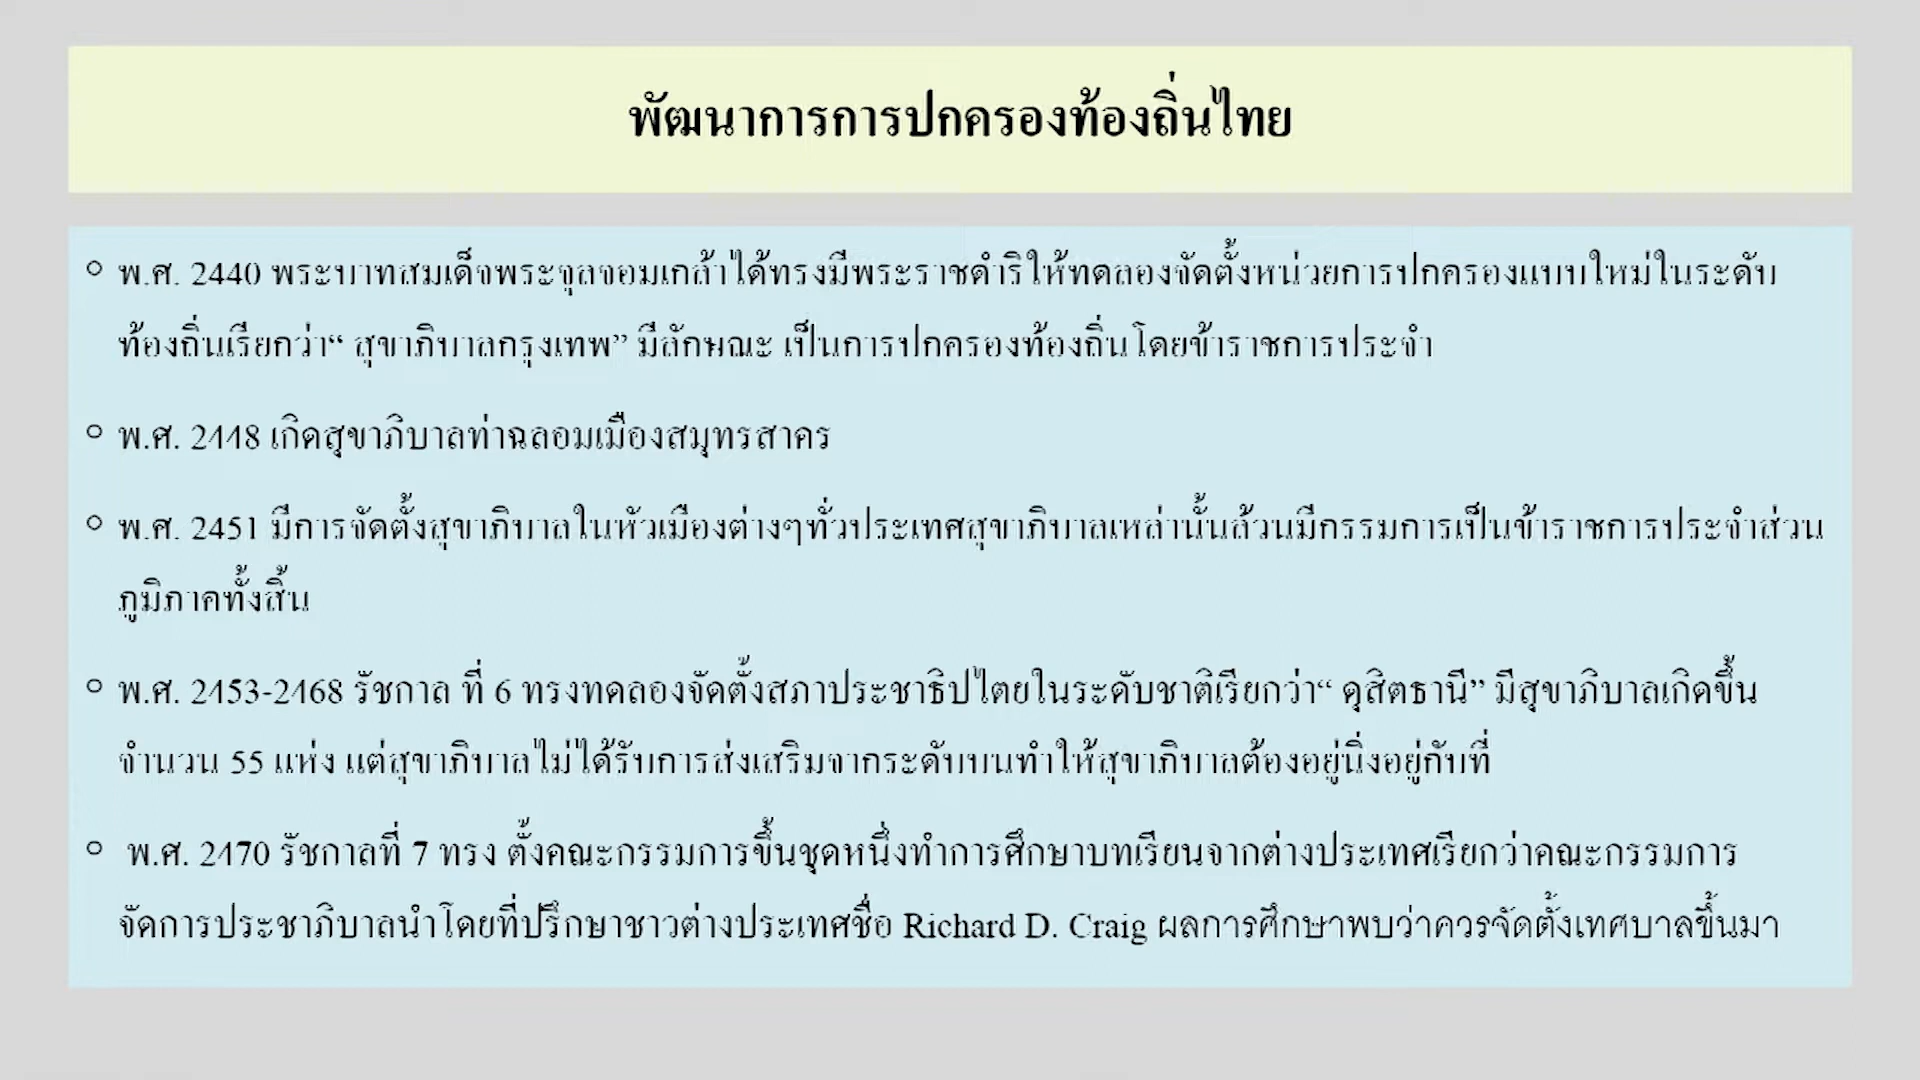 พัฒนาการการปกครองท้องถิ่นไทย
พ.ศ. 2440 พระบาทสมเด็จพระจุลจอมเกล้าได้ทรงมีพระราชดำริให้ทดลองจัดตั้งหน่วยการปกครองแบบใหม่ในระดับ
ท้องถิ่นเรียกว่า“ สุขาภิบาลกรุงเทพ” มีลักษณะ เป็นการปกครองท้องถิ่นโดยข้าราชการประจำ
พ.ศ. 2448 เกิดสุขาภิบาลท่าฉลอมเมืองสมุทรสาคร
พ.ศ. 2451 มีการจัดตั้งสุขาภิบาลในหัวเมืองต่างๆทั่วประเทศสุขาภิบาลเหล่านั้นล้วนมีกรรมการเป็นข้าราชการประจำส่วน
ภูมิภาคทั้งสิ้น
พ.ศ. 2453-2468 รัชกาล ที่ 6 ทรงทดลองจัดตั้งสภาประชาธิปไตยในระดับชาติเรียกว่า“ ดุสิตธานี” มีสุขาภิบาลเกิดขึ้น
จำนวน 55 แห่ง แต่สุขาภิบาลไม่ได้รับการส่งเสริมจากระดับบนทำให้สุขาภิบาลต้องอยู่นิ่งอยู่กับที่
พ.ศ. 2470 รัชกาลที่ 7 ทรง ตั้งคณะกรรมการขึ้นชุดหนึ่งทำการศึกษาบทเรียนจากต่างประเทศเรียกว่าคณะกรรมการ
จัดการประชาภิบาลนำโดยที่ปรึกษาชาวต่างประเทศชื่อ Richard D. Craig ผลการศึกษาพบว่าควรจัดตั้งเทศบาลขึ้นมา